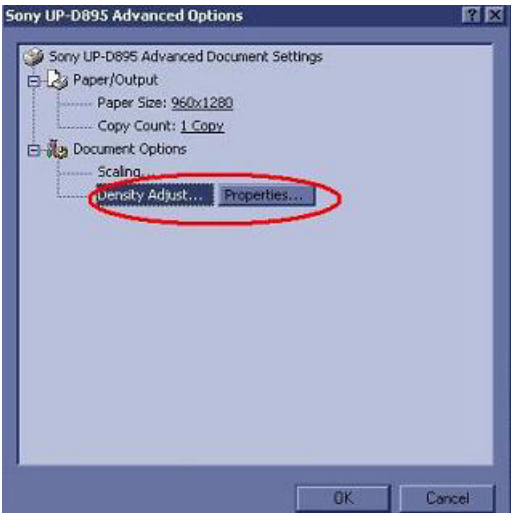 Sony UP-D895 Advanced Options
Sony UP-D895 Advanced Document Settings
Paper/Output
Paper Size: 960x1280
Copy Count: 1 Copy
Document Options
Scaling...
Density Adjust... Properties...
OK Cancel